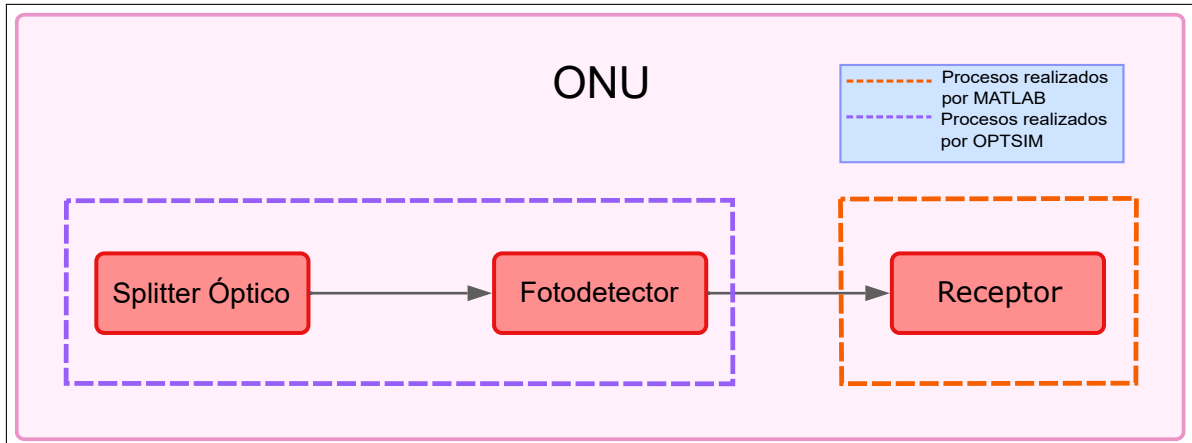 ONU
Procesos realizados
por MATLAB
Procesos realizados
por OPTSIM
Splitter Óptico
Fotodetector
Receptor